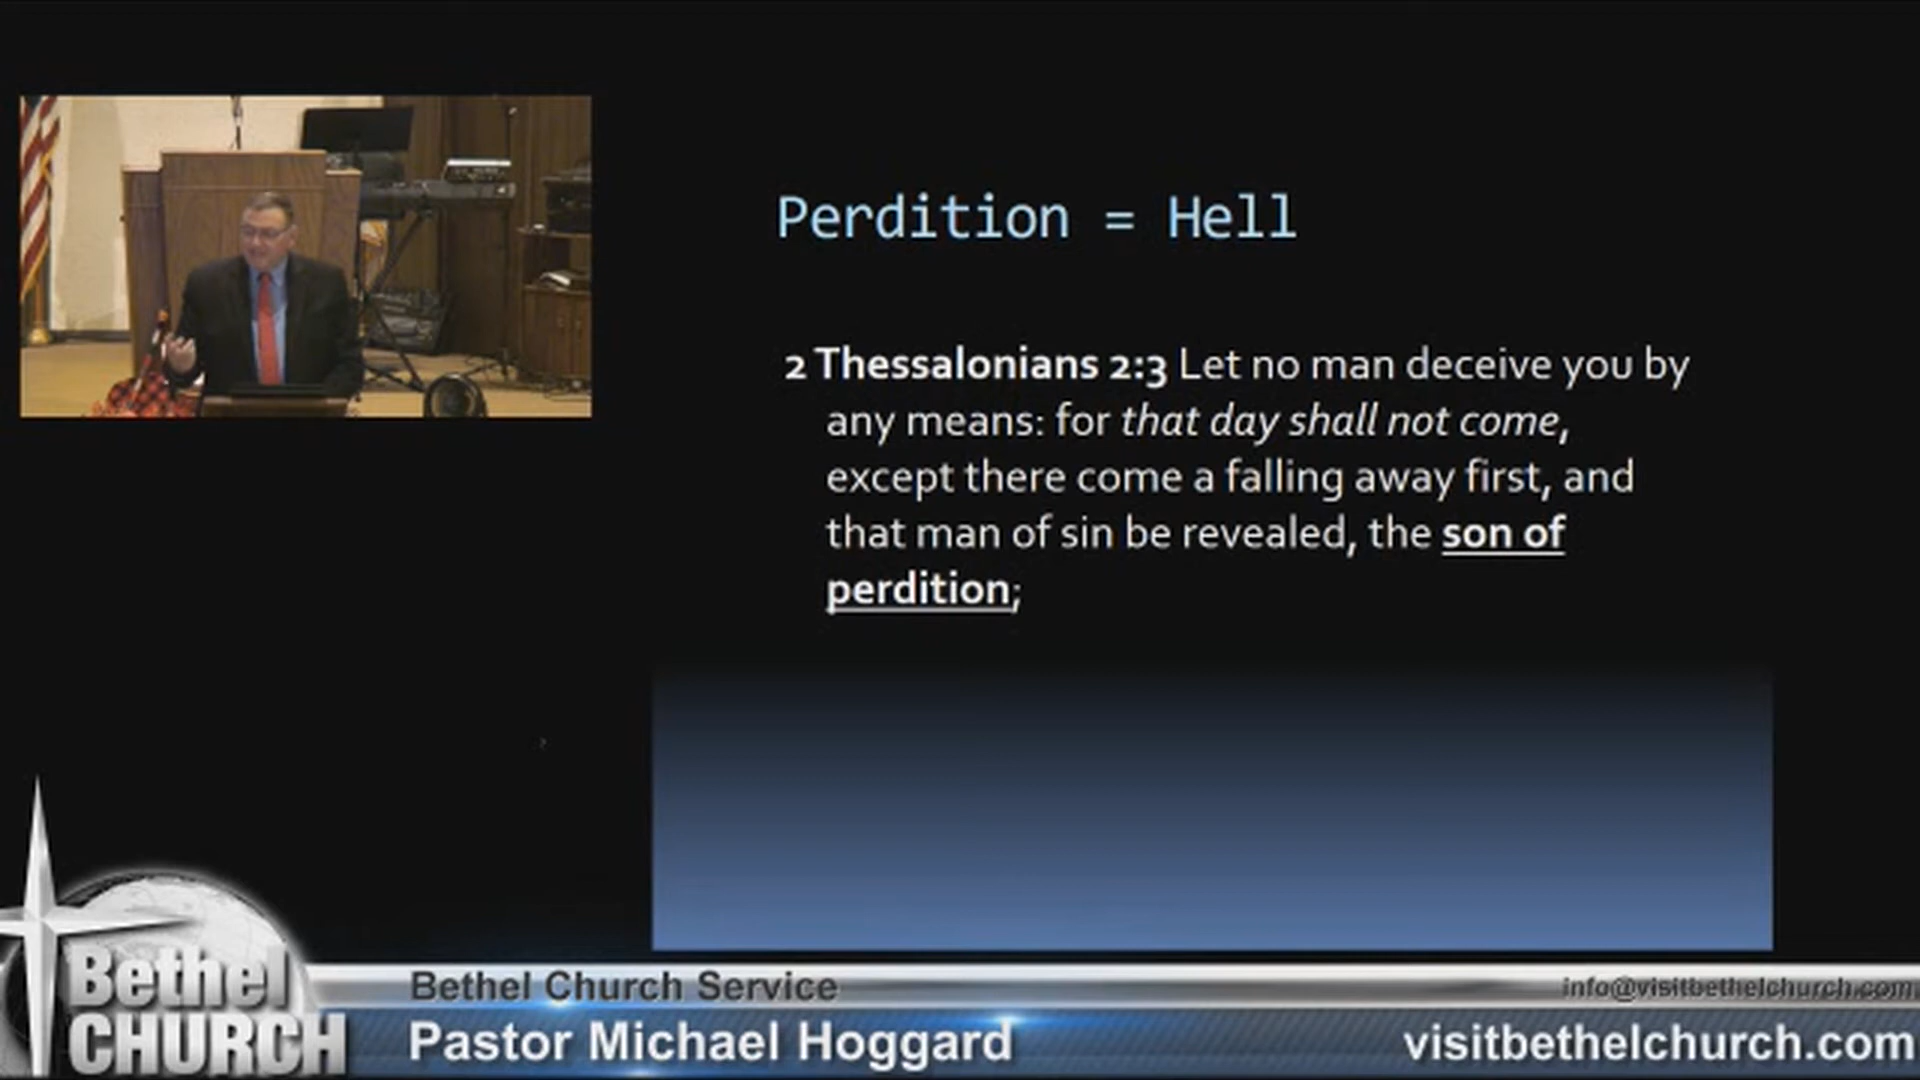 Perdition = Hell
2 Thessalonians 2:3 Let no man deceive you by
any means: for that day shall not come,
except there come a falling away first, and
that man of sin be revealed, the son of
perdition;
Bethel
CHURCH
Bethel Church Service
info@visitbethelchurch.com
Pastor Michael Hoggard
visitbethelchurch.com